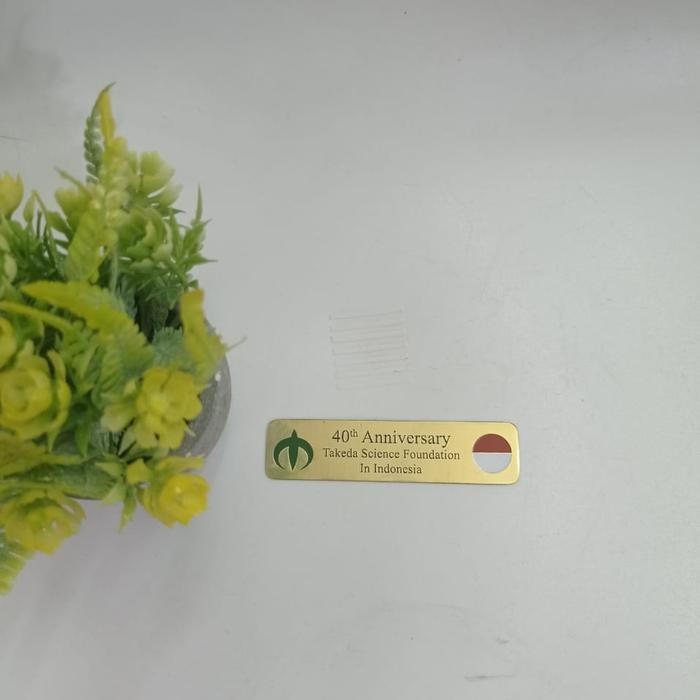 40th Anniversary
Takeda Science Foundation
In Indonesia